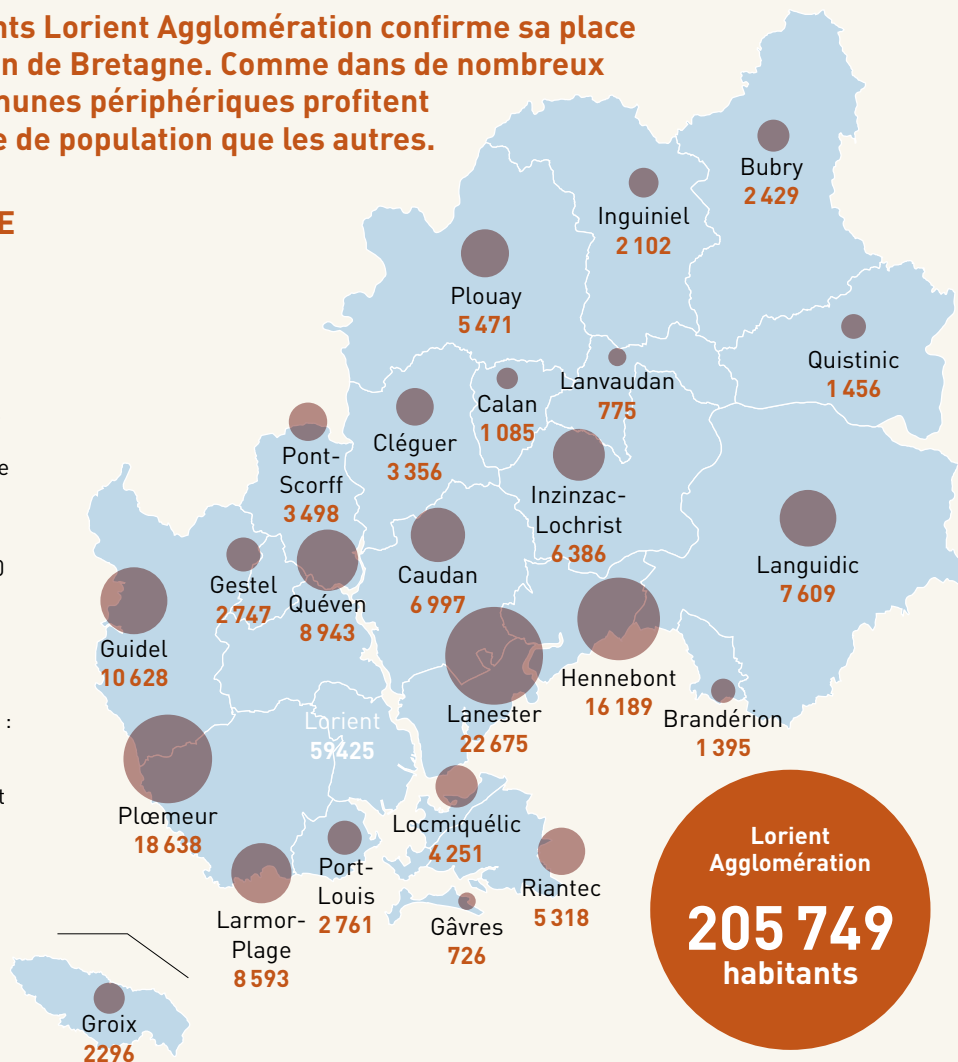 nts Lorient Agglomération confirme sa place
n de Bretagne. Comme dans de nombreux
munes périphériques profitent
e de population que les autres.
E
Bubry
2 429
Inguiniel
2 102
Plouay
5 471
Quistinic
1 456
Lanvaudan
775
Calan
1 085
Cléguer
3 356
Pont-
Scorff
3 498
e
Inzinzac-
Lochrist
6 386
Languidic
7 609
Caudan
6 997
Gestel
2 747
Quéven
8 943
0
Guidel
10 628
Hennebont
16 189
Lanester
22 675
Brandérion
1 395
Lorient
59425
:
Plœmeur
18 638
t
Locmiquélic
4 251
Port-
Louis
2 761
Riantec
5 318
Gâvres
726
Larmor-
Plage
8 593
Lorient
Agglomération
205 749
habitants
Groix
2296